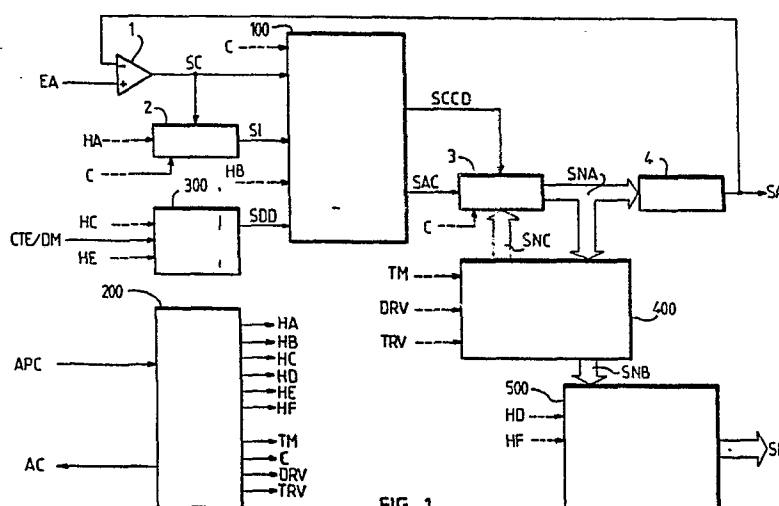 1
100
C
SC
EA
2
SCCD
HA
SI
3
4
SNA
C
HB
SAC
SA
300
HC
SDD
C
SNC
CTE/DM
HE
TM
200
DRV
400
HA
TRV
HB
APC
HC
HD
SNB
HE
500
HF
HD
TM
HF
AC
C
DRV
TRV
FIG. 1